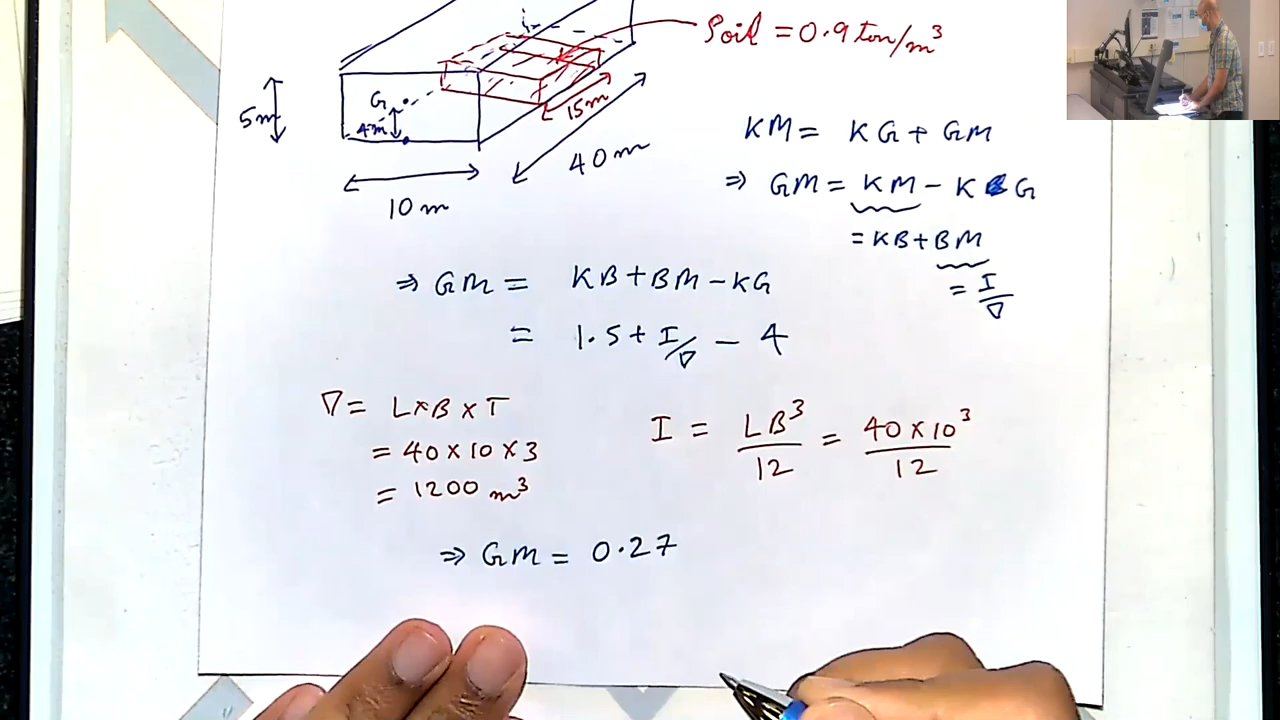 Soil = 0.9 ton/m³
5m
G
4m
15m
40m
10 m
KM = KG + GM
⇒ GM = KM - KG
= KB + BM
= I/∇
⇒ GM = KB + BM - KG
= 1.5 + I/∇ - 4
∇ = L×B×T
= 40×10×3
= 1200 m³
I = LB³/12 = 40×10³/12
⇒ GM = 0.27